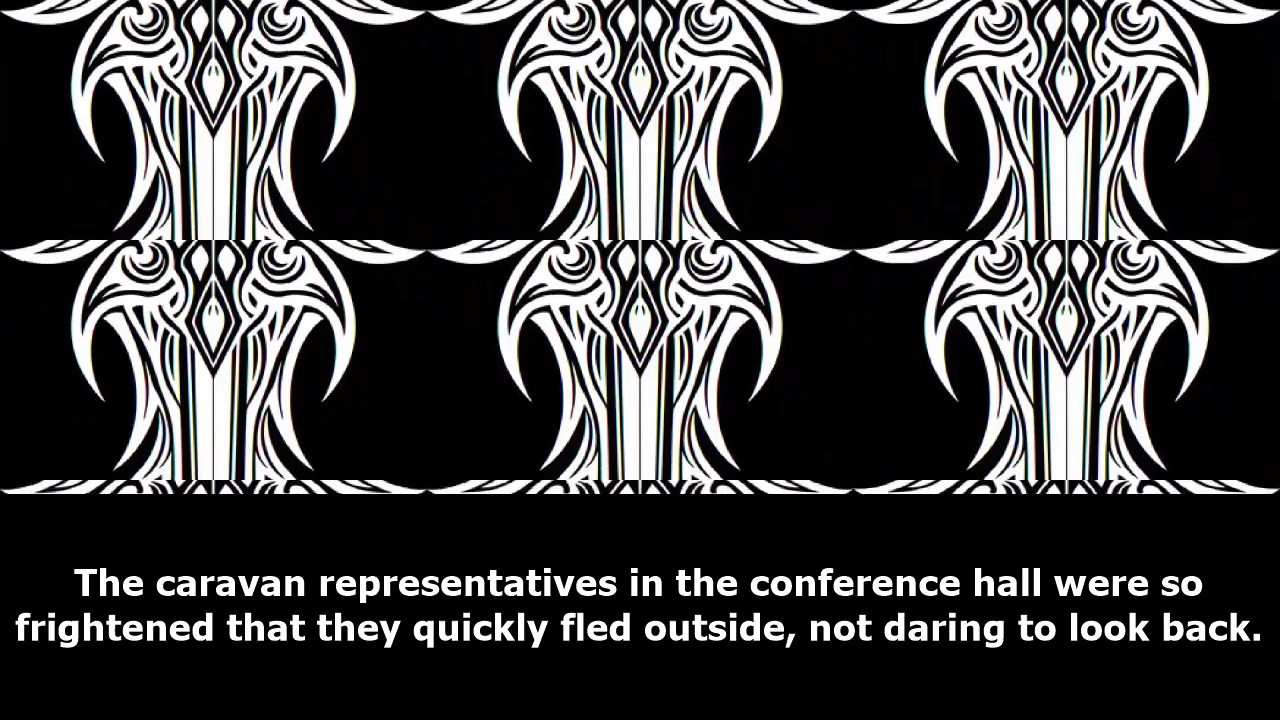 The caravan representatives in the conference hall were so
frightened that they quickly fled outside, not daring to look back.